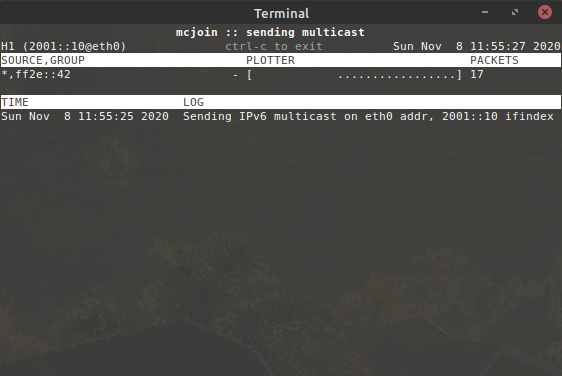 Terminal
mcjoin :: sending multicast
H1 (2001::10@eth0) ctrl-c to exit Sun Nov  8 11:55:27 2020
SOURCE,GROUP PLOTTER PACKETS
*,ff2e::42 - [ .................] 17
TIME LOG
Sun Nov  8 11:55:25 2020  Sending IPv6 multicast on eth0 addr, 2001::10 ifindex